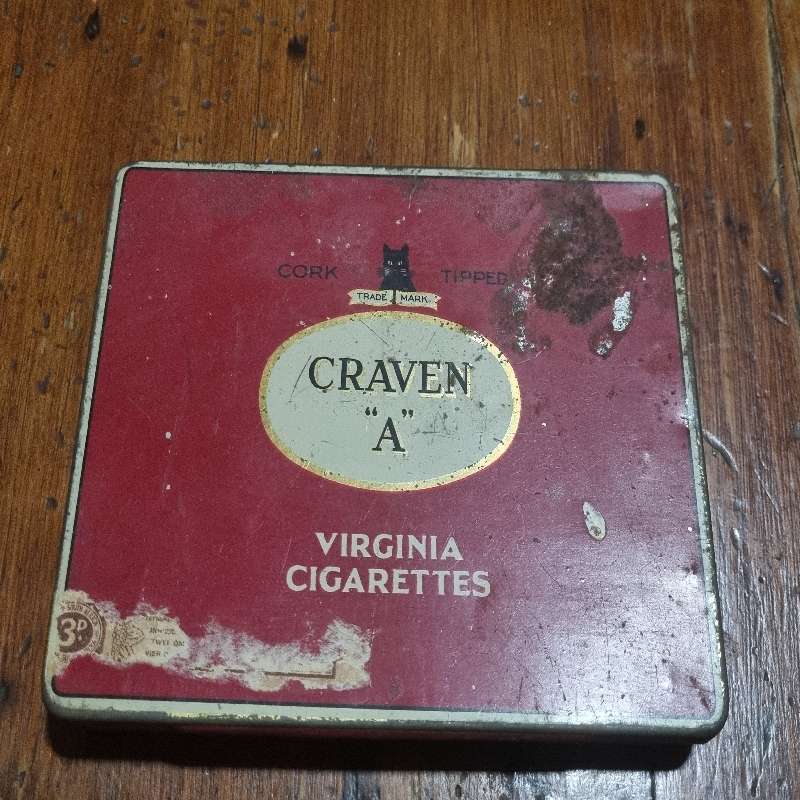 CORK TIPPED
TRADE MARK
CRAVEN
"A"
VIRGINIA
CIGARETTES
3D